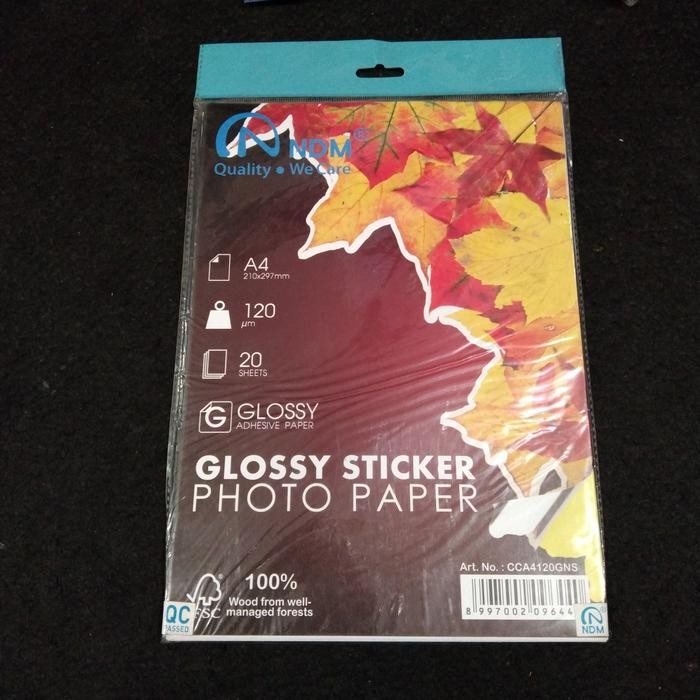 NDM®
Quality • We Care
A4
210x297mm
120
µm
20
SHEETS
G GLOSSY
ADHESIVE PAPER
GLOSSY STICKER
PHOTO PAPER
Art. No. : CCA4120GNS
100%
Wood from well-
managed forests
FSC
QC
PASSED
8 997002 09644
NDM